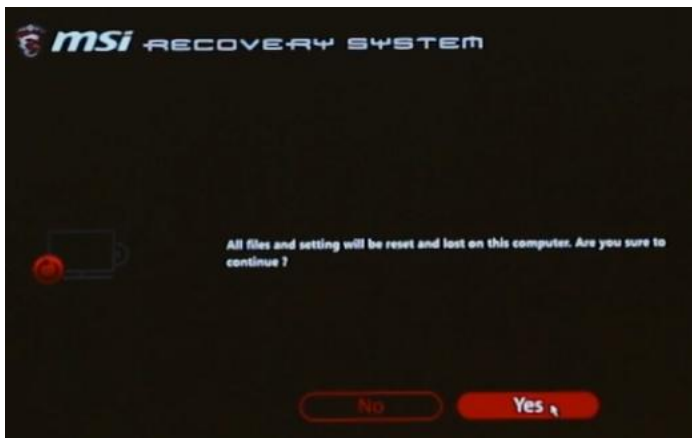 msi RECOVERY SYSTEM
All files and setting will be reset and lost on this computer. Are you sure to
continue ?
No
Yes